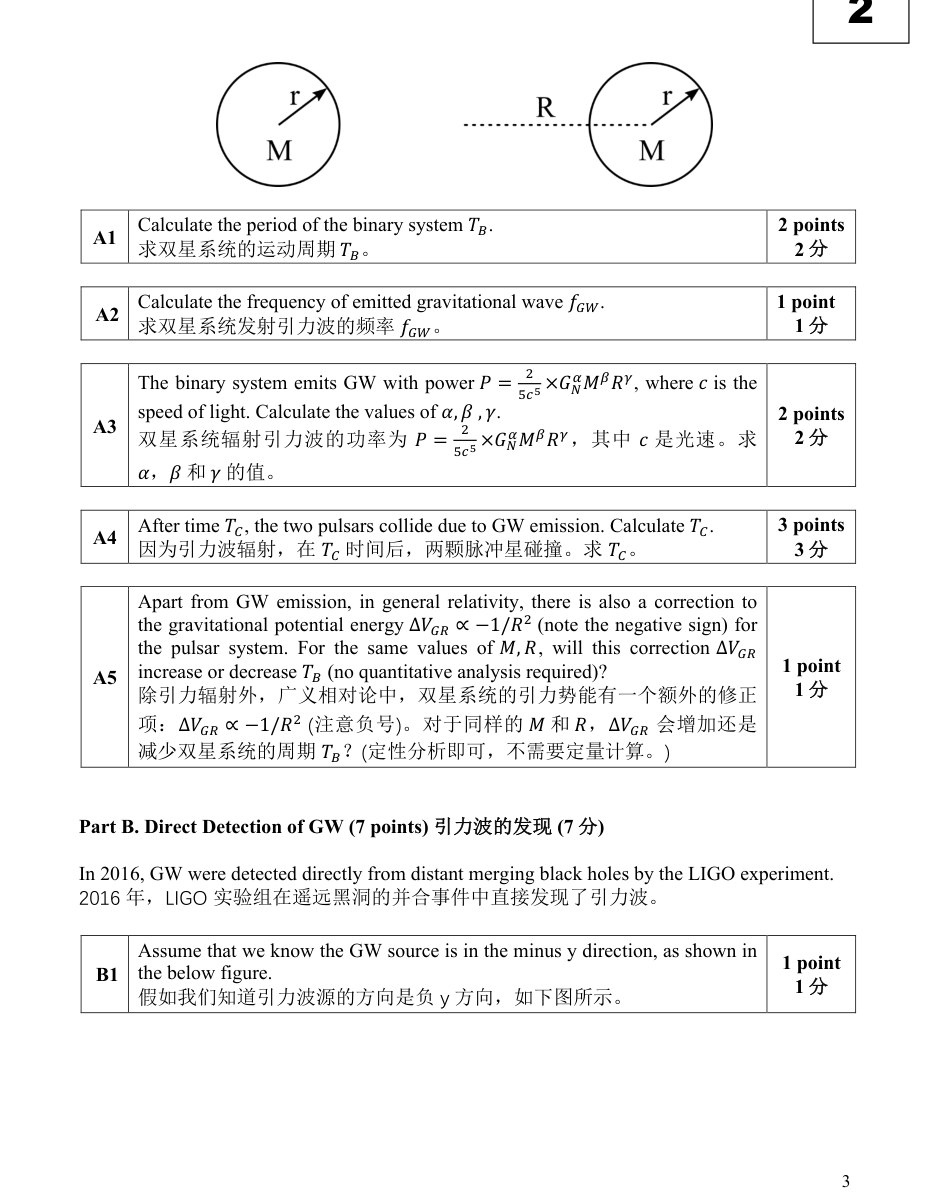 2
r
M
R
r
M
A1
Calculate the period of the binary system T_B.
求双星系统的运动周期 T_B。
2 points
2 分
A2
Calculate the frequency of emitted gravitational wave f_GW.
求双星系统发射引力波的频率 f_GW。
1 point
1 分
A3
The binary system emits GW with power P = 2/(5c^5) × G_N^α M^β R^γ, where c is the
speed of light. Calculate the values of α, β , γ.
双星系统辐射引力波的功率为 P = 2/(5c^5) × G_N^α M^β R^γ，其中 c 是光速。求
α，β 和 γ 的值。
2 points
2 分
A4
After time T_C, the two pulsars collide due to GW emission. Calculate T_C.
因为引力波辐射，在 T_C 时间后，两颗脉冲星碰撞。求 T_C。
3 points
3 分
A5
Apart from GW emission, in general relativity, there is also a correction to
the gravitational potential energy ΔV_GR ∝ −1/R^2 (note the negative sign) for
the pulsar system. For the same values of M, R, will this correction ΔV_GR
increase or decrease T_B (no quantitative analysis required)?
除引力辐射外，广义相对论中，双星系统的引力势能有一个额外的修正
项：ΔV_GR ∝ −1/R^2 (注意负号)。对于同样的 M 和 R，ΔV_GR 会增加还是
减少双星系统的周期 T_B？(定性分析即可，不需要定量计算。)
1 point
1 分
Part B. Direct Detection of GW (7 points) 引力波的发现 (7 分)
In 2016, GW were detected directly from distant merging black holes by the LIGO experiment.
2016 年，LIGO 实验组在遥远黑洞的并合事件中直接发现了引力波。
B1
Assume that we know the GW source is in the minus y direction, as shown in
the below figure.
假如我们知道引力波源的方向是负 y 方向，如下图所示。
1 point
1 分
3